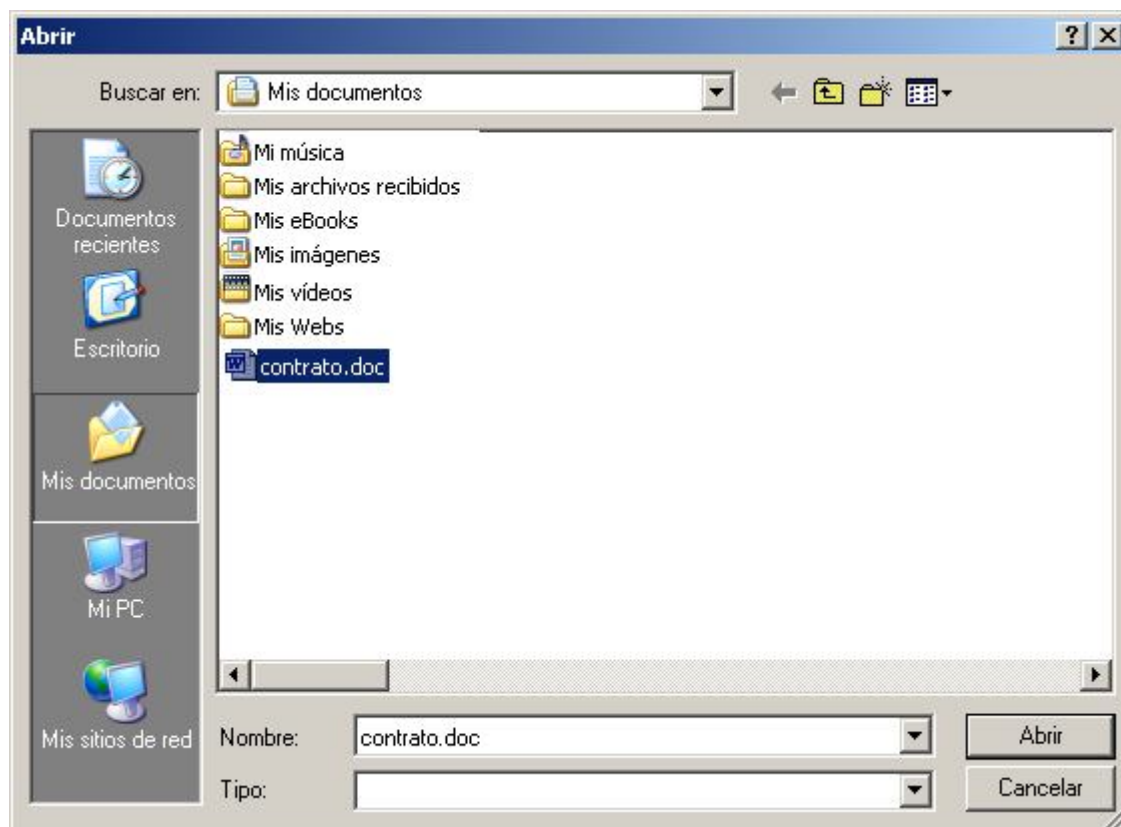 Abrir
Buscar en: Mis documentos
Documentos
recientes
Escritorio
Mis documentos
Mi PC
Mis sitios de red
Mi música
Mis archivos recibidos
Mis eBooks
Mis imágenes
Mis vídeos
Mis Webs
contrato.doc
Nombre: contrato.doc
Abrir
Tipo:
Cancelar